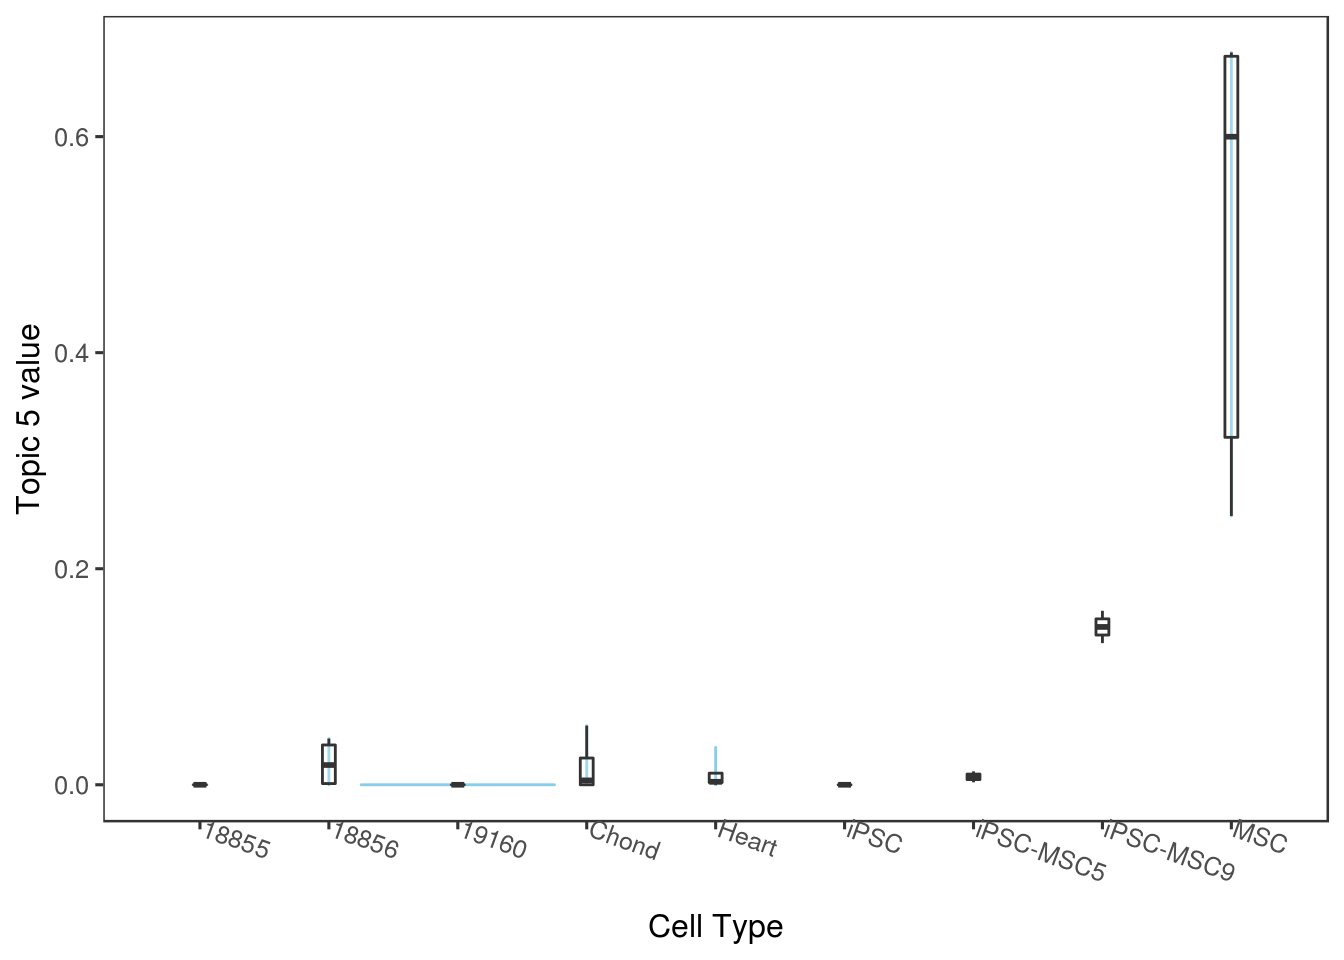 Topic 5 value
0.6
0.4
0.2
0.0
18855
18856
19160
Chond
Heart
iPSC
iPSC-MSC5
iPSC-MSC9
MSC
Cell Type